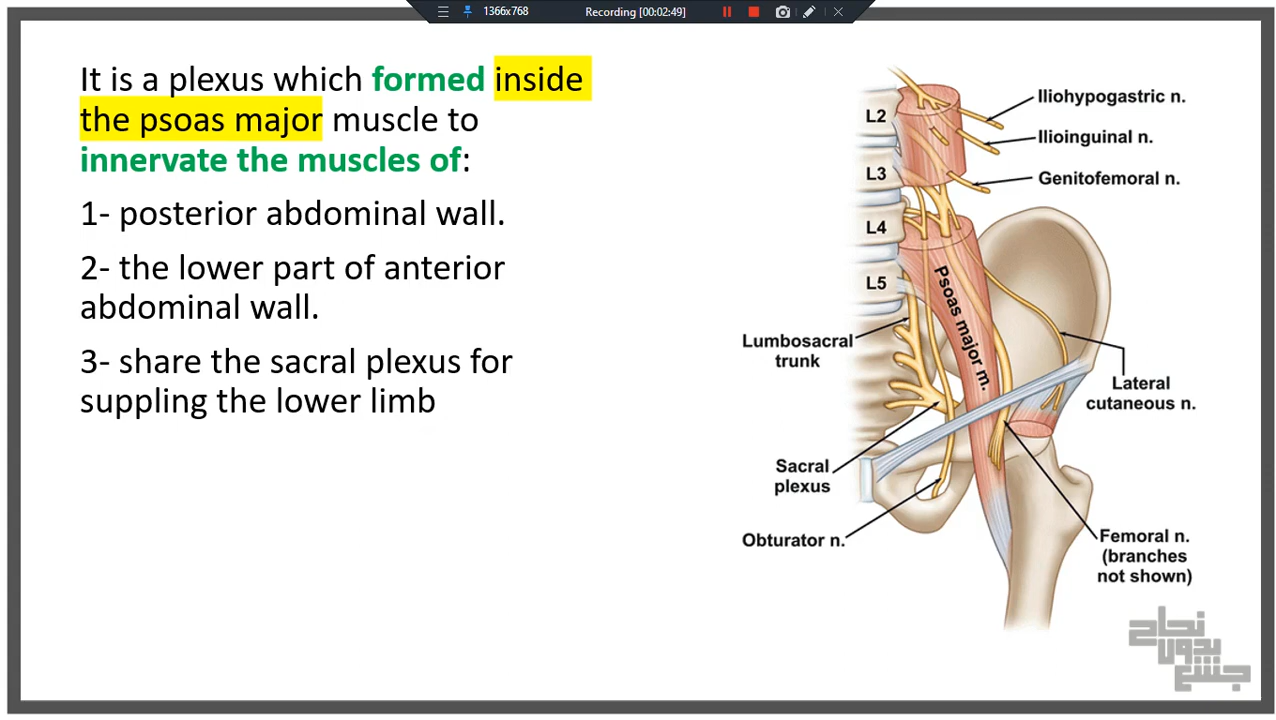 1366x768
Recording [00:02:49]
It is a plexus which formed inside
the psoas major muscle to
innervate the muscles of:
1- posterior abdominal wall.
2- the lower part of anterior
abdominal wall.
3- share the sacral plexus for
suppling the lower limb
L2
L3
L4
L5
Iliohypogastric n.
Ilioinguinal n.
Genitofemoral n.
Psoas major m.
Lumbosacral
trunk
Lateral
cutaneous n.
Sacral
plexus
Obturator n.
Femoral n.
(branches
not shown)
نجاح
بدون
جشع